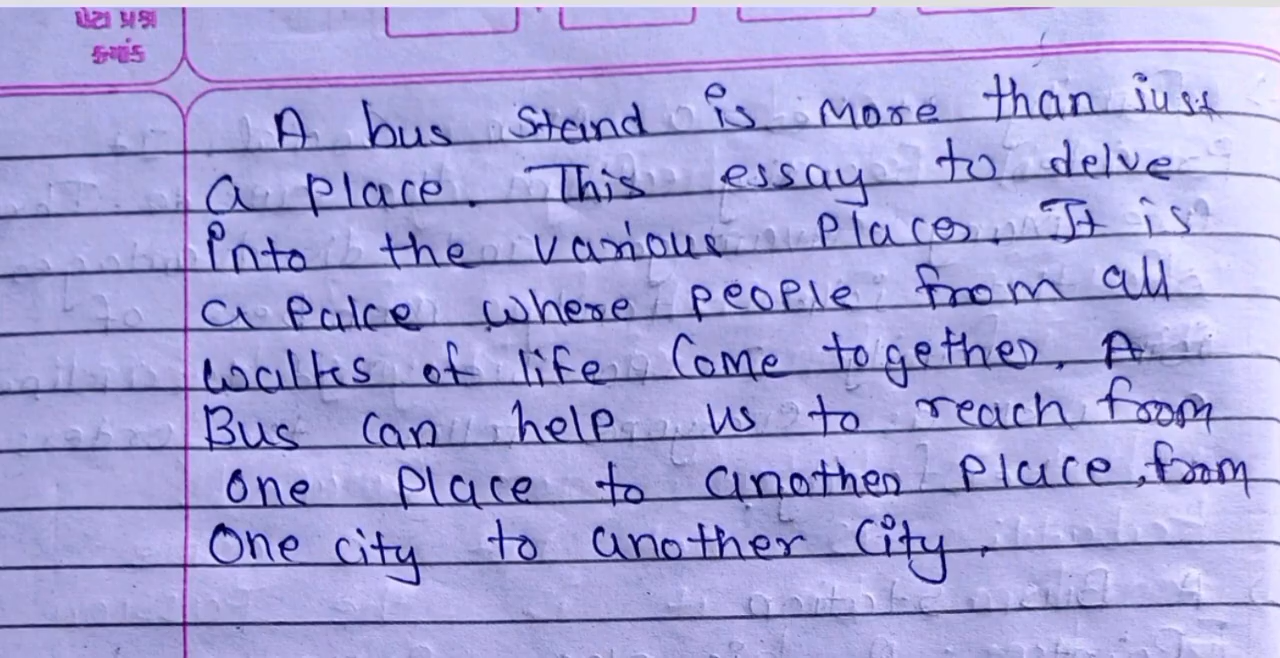 પેટા પ્રશ્ન
ક્રમાંક
A bus stand is more than just
a place. This essay to delve
into the various places. It is
a palce where people from all
walks of life come together. A
Bus can help us to reach from
one place to another place, from
one city to another city.